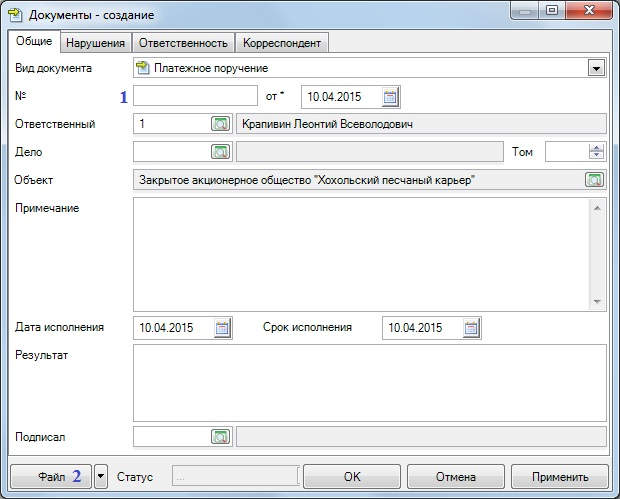 Документы - создание
Общие Нарушения Ответственность Корреспондент
Вид документа Платежное поручение
№ 1 от * 10.04.2015
Ответственный 1 Крапивин Леонтий Всеволодович
Дело Том
Объект Закрытое акционерное общество "Хохольский песчаный карьер"
Примечание
Дата исполнения 10.04.2015 Срок исполнения 10.04.2015
Результат
Подписал
Файл 2 Статус ... OK Отмена Применить